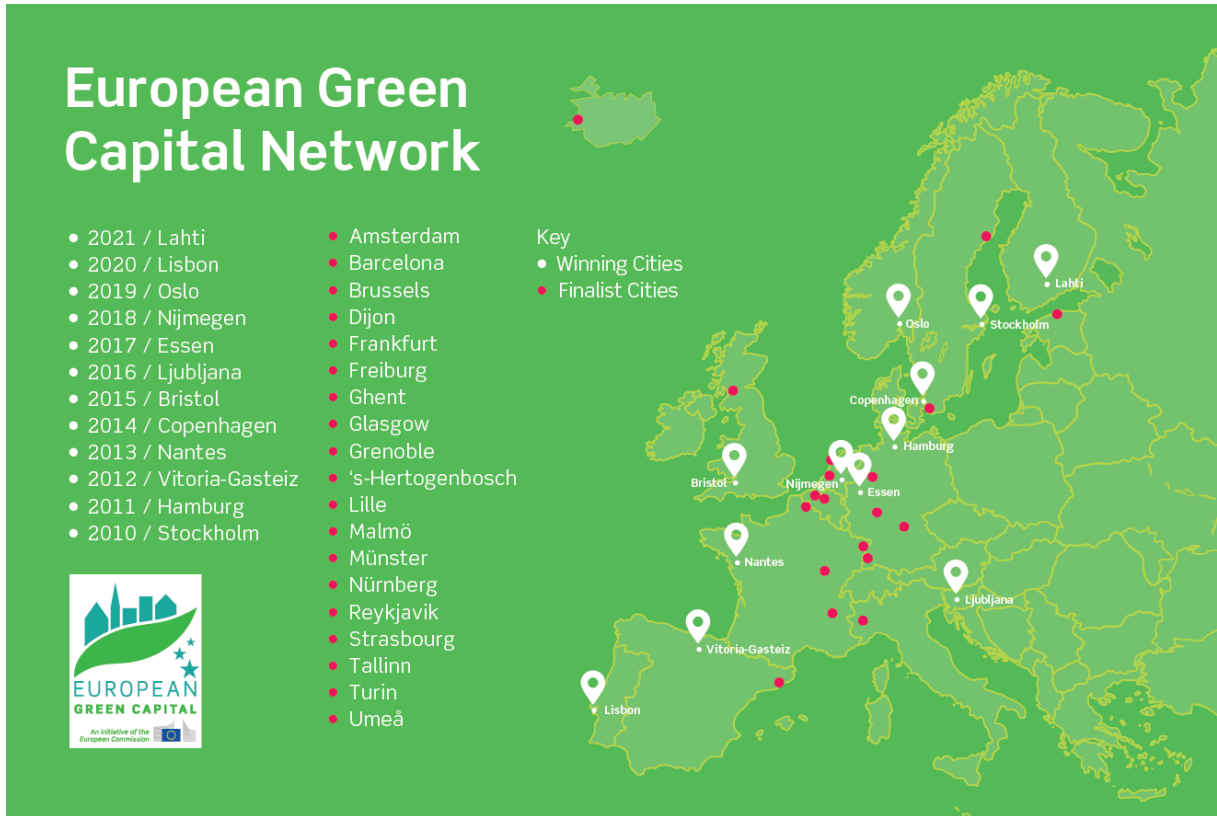 European Green
Capital Network
2021 / Lahti
2020 / Lisbon
2019 / Oslo
2018 / Nijmegen
2017 / Essen
2016 / Ljubljana
2015 / Bristol
2014 / Copenhagen
2013 / Nantes
2012 / Vitoria-Gasteiz
2011 / Hamburg
2010 / Stockholm
Amsterdam
Barcelona
Brussels
Dijon
Frankfurt
Freiburg
Ghent
Glasgow
Grenoble
‘s-Hertogenbosch
Lille
Malmö
Münster
Nürnberg
Reykjavik
Strasbourg
Tallinn
Turin
Umeå
Key
Winning Cities
Finalist Cities
Lahti
Oslo
Stockholm
Copenhagen
Hamburg
Bristol
Nijmegen
Essen
Nantes
Ljubljana
Vitoria-Gasteiz
Lisbon
EUROPEAN
GREEN CAPITAL
An initiative of the
European Commission